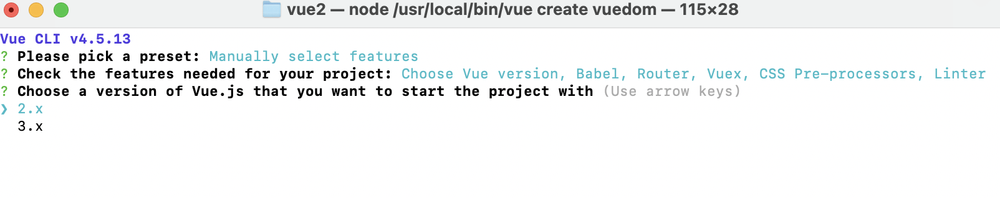 vue2 — node /usr/local/bin/vue create vuedom — 115×28
Vue CLI v4.5.13
? Please pick a preset: Manually select features
? Check the features needed for your project: Choose Vue version, Babel, Router, Vuex, CSS Pre-processors, Linter
? Choose a version of Vue.js that you want to start the project with (Use arrow keys)
❯ 2.x
  3.x